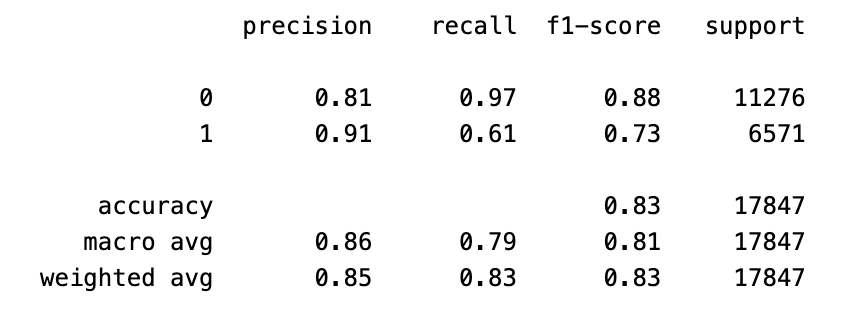 precision recall f1-score support
0 0.81 0.97 0.88 11276
1 0.91 0.61 0.73 6571
accuracy 0.83 17847
macro avg 0.86 0.79 0.81 17847
weighted avg 0.85 0.83 0.83 17847